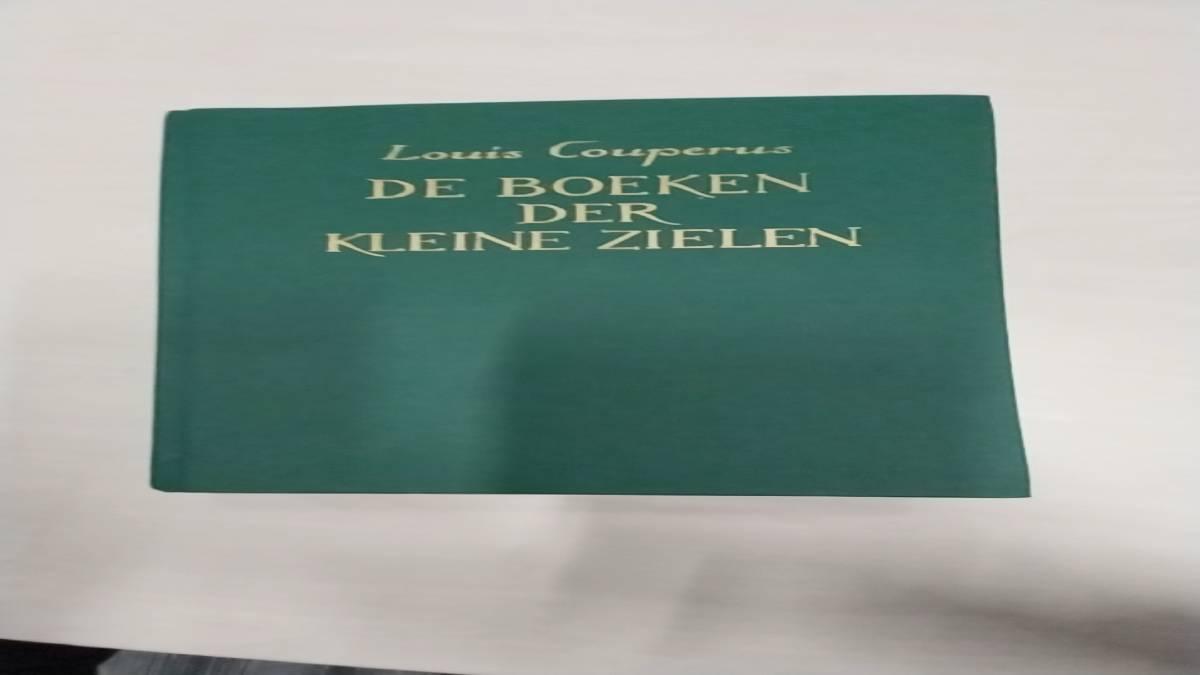 Louis Couperus
DE BOEKEN
DER
KLEINE ZIELEN